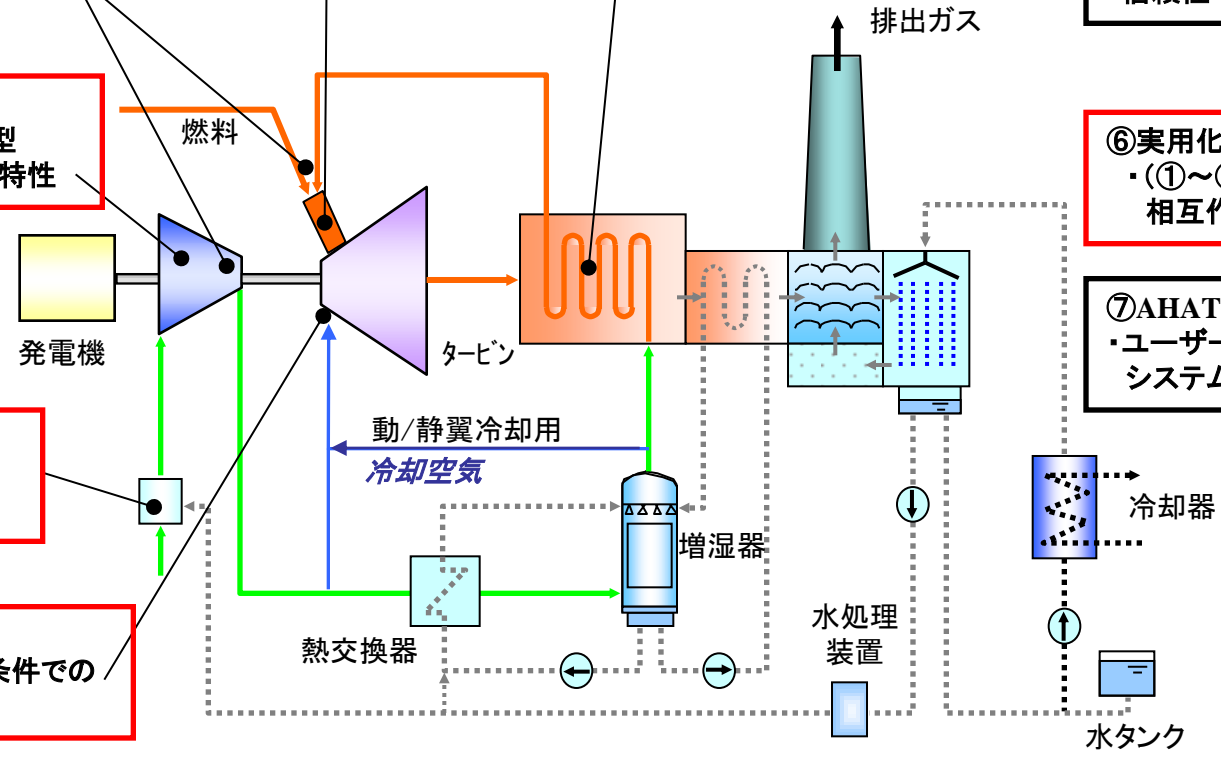 排出ガス
燃料
型
特性
⑥実用化
・(①～
相互作
発電機
タービン
⑦AHAT
・ユーザー
システム
動/静翼冷却用
冷却空気
増湿器
冷却器
熱交換器
水処理
装置
条件での
水タンク